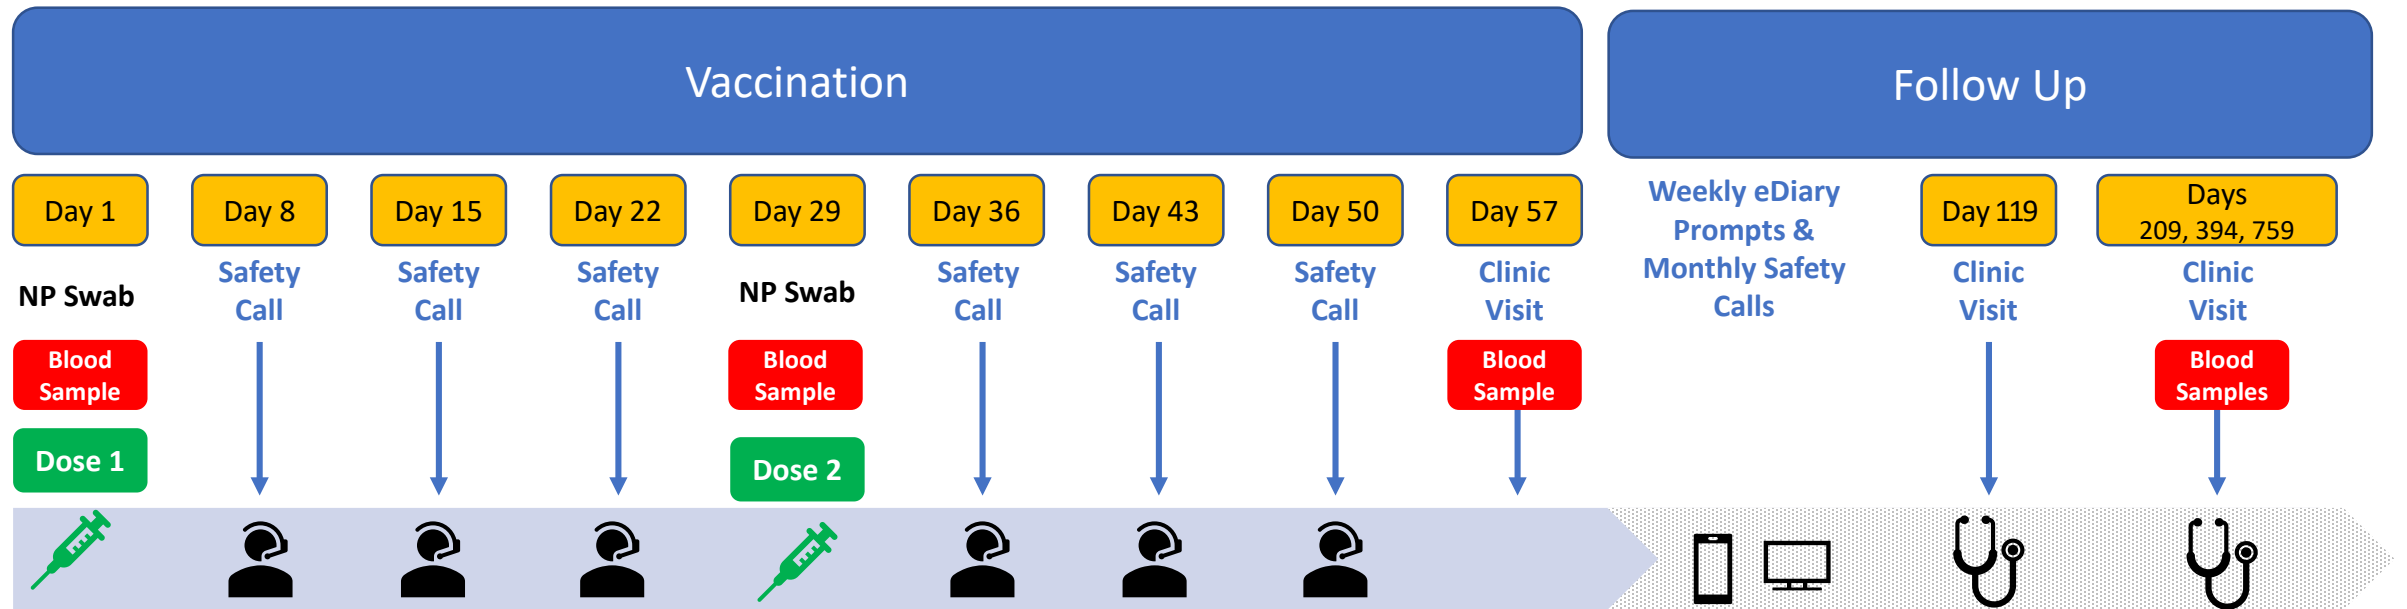 Vaccination
Follow Up
Day 1
Day 8
Day 15
Day 22
Day 29
Day 36
Day 43
Day 50
Day 57
Weekly eDiary
Prompts &
Monthly Safety
Calls
Day 119
Days
209, 394, 759
NP Swab
Safety
Call
Safety
Call
Safety
Call
NP Swab
Safety
Call
Safety
Call
Safety
Call
Clinic
Visit
Clinic
Visit
Clinic
Visit
Blood
Sample
Blood
Sample
Blood
Sample
Blood
Samples
Dose 1
Dose 2